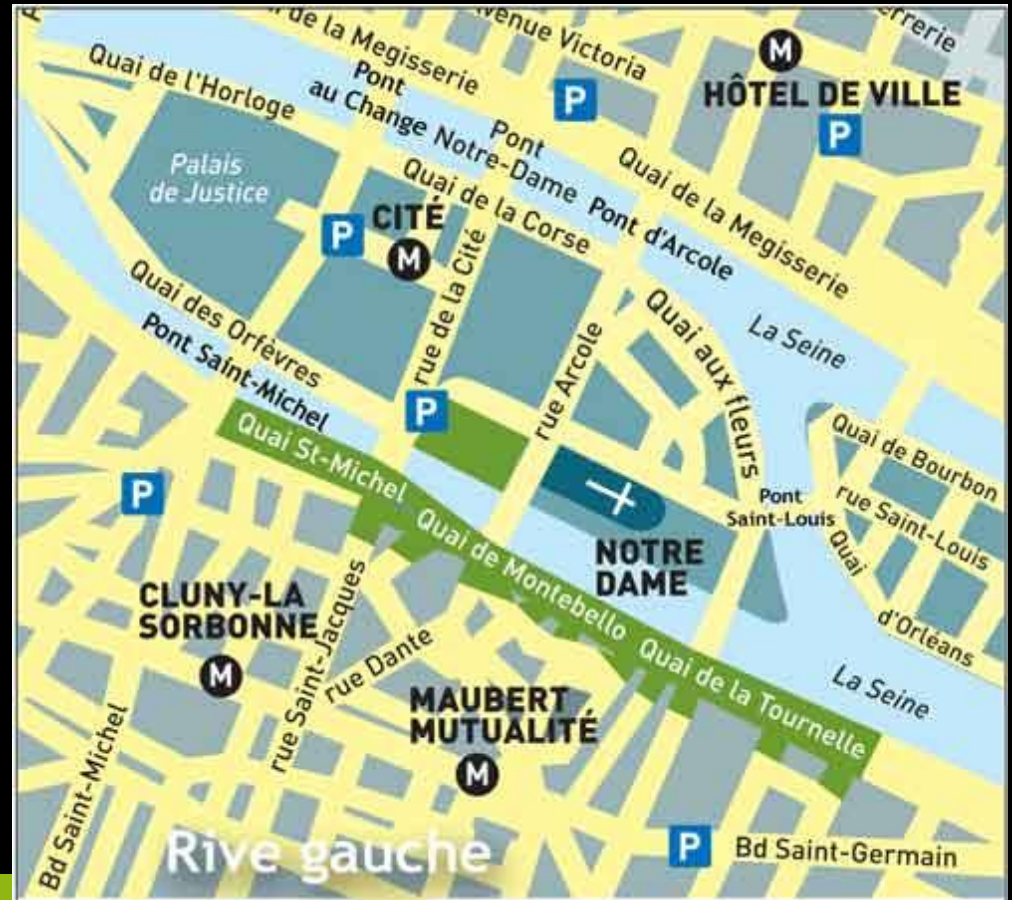 de la Megisserie
Avenue Victoria
M
HÔTEL DE VILLE
P
P
Quai de l'Horloge
Pont
au Change
Pont
Notre-Dame
Quai de la Megisserie
Palais
de Justice
Quai de la Corse
Pont d'Arcole
P
CITÉ
M
rue de la Cité
Quai des Orfèvres
Pont Saint-Michel
La Seine
Quai aux fleurs
rue Arcole
P
Quai St-Michel
Quai de Bourbon
rue Saint-Louis
Pont
Saint-Louis
Quai
d'Orléans
P
Quai de Montebello
NOTRE
DAME
CLUNY-LA
SORBONNE
M
rue Saint-Jacques
rue Dante
Quai de la Tournelle
La Seine
MAUBERT
MUTUALITÉ
M
Bd Saint-Michel
Rive gauche
P
Bd Saint-Germain